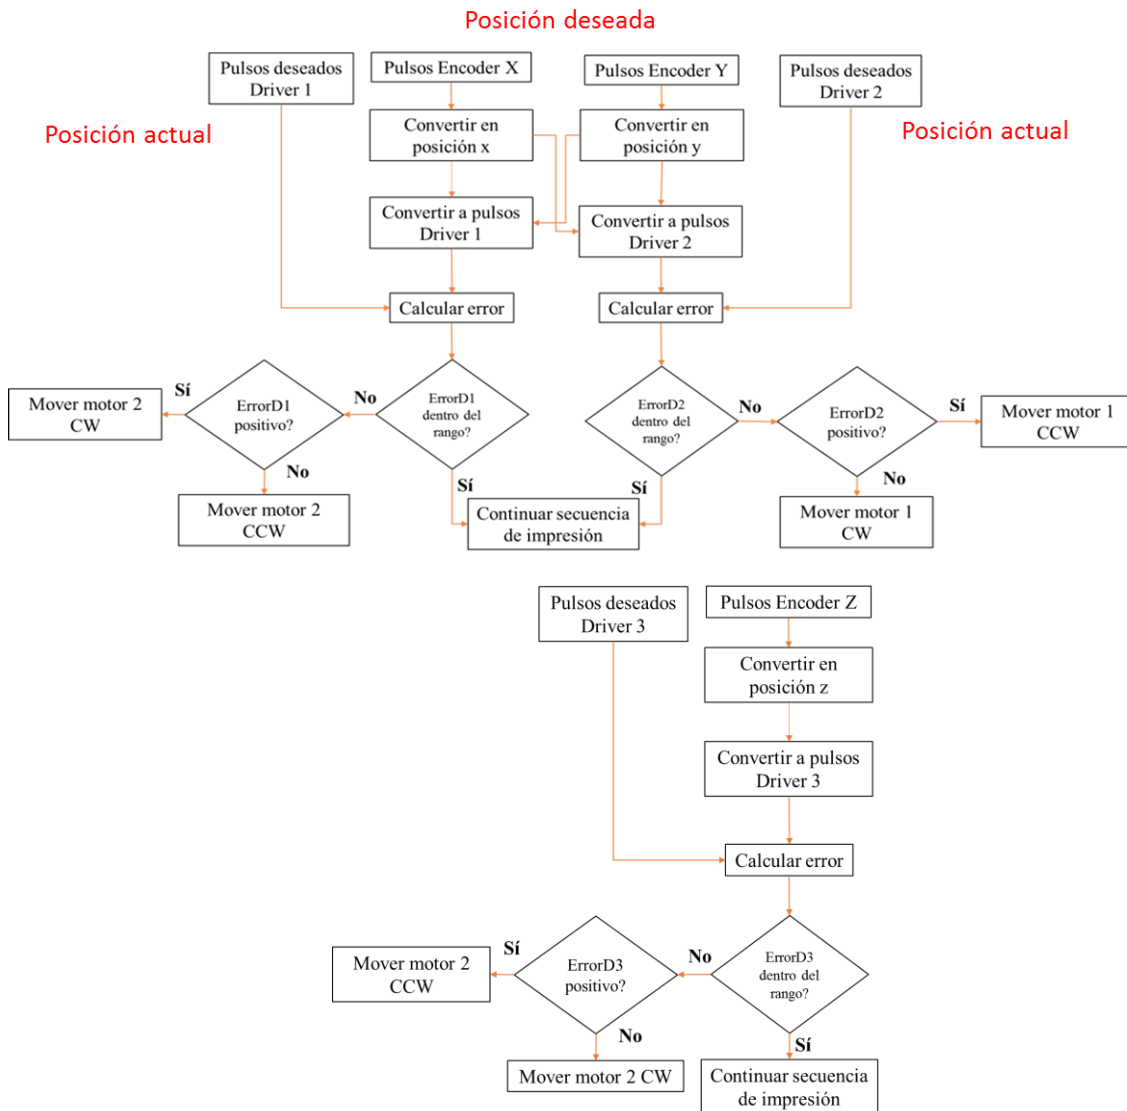 Posición deseada
Pulsos deseados
Driver 1
Pulsos Encoder X
Pulsos Encoder Y
Pulsos deseados
Driver 2
Posición actual
Convertir en
posición x
Convertir en
posición y
Posición actual
Convertir a pulsos
Driver 1
Convertir a pulsos
Driver 2
Calcular error
Calcular error
Mover motor 2
CW
Sí
ErrorD1
positivo?
No
ErrorD1
dentro del
rango?
ErrorD2
dentro del
rango?
No
ErrorD2
positivo?
Sí
Mover motor 1
CCW
No
Mover motor 2
CCW
Sí
Sí
Continuar secuencia
de impresión
No
Mover motor 1
CW
Pulsos deseados
Driver 3
Pulsos Encoder Z
Convertir en
posición z
Convertir a pulsos
Driver 3
Calcular error
Mover motor 2
CCW
Sí
ErrorD3
positivo?
No
ErrorD3
dentro del
rango?
No
Sí
Mover motor 2 CW
Continuar secuencia
de impresión